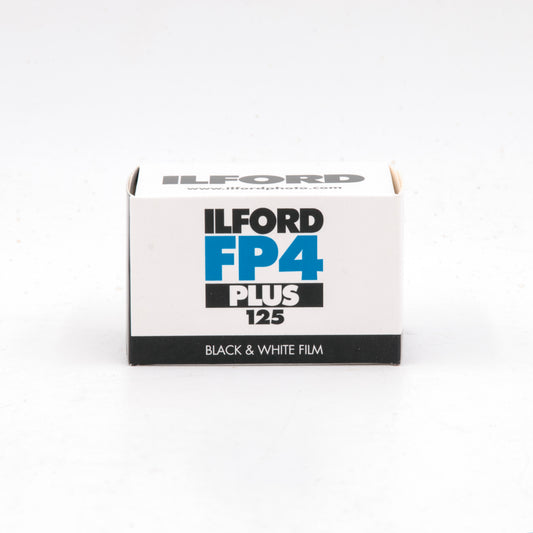 ILFORD
www.ilfordphoto.com
ILFORD
FP4
PLUS
125
BLACK & WHITE FILM